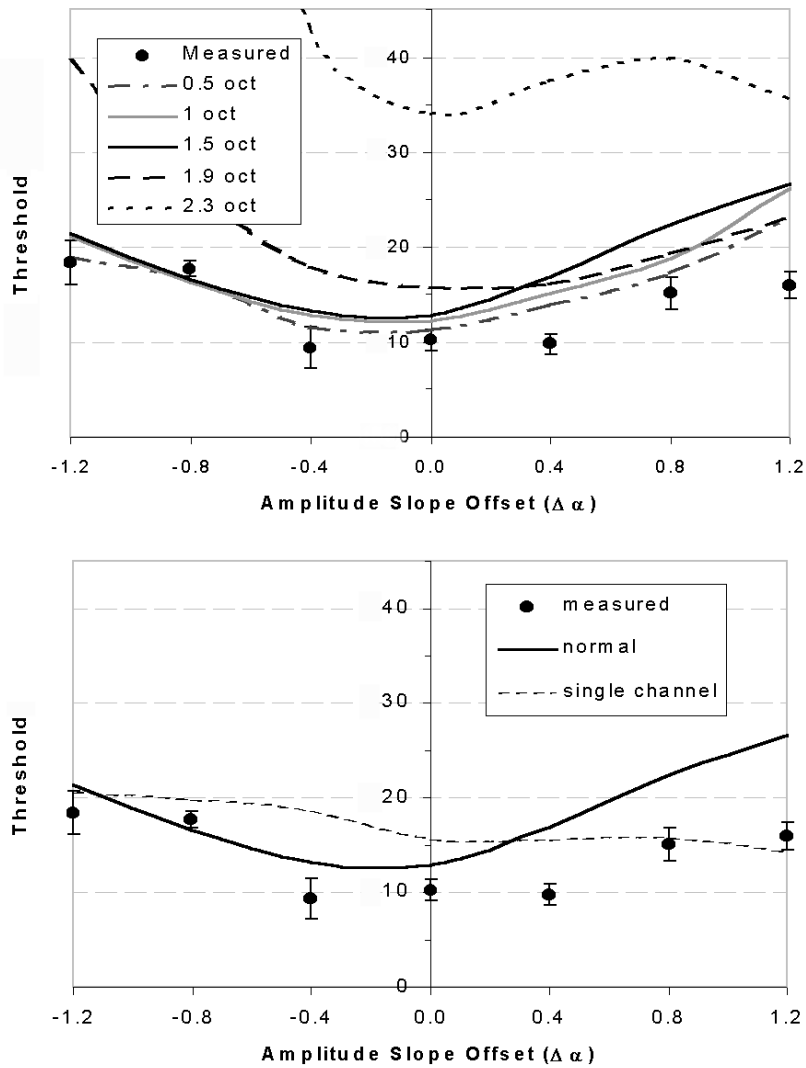 Measured
0.5 oct
1 oct
1.5 oct
1.9 oct
2.3 oct
Threshold
40
30
20
10
0
-1.2
-0.8
-0.4
0.0
0.4
0.8
1.2
Amplitude Slope Offset (Δ α)
measured
normal
single channel
Threshold
40
30
20
10
0
-1.2
-0.8
-0.4
0.0
0.4
0.8
1.2
Amplitude Slope Offset (Δ α)